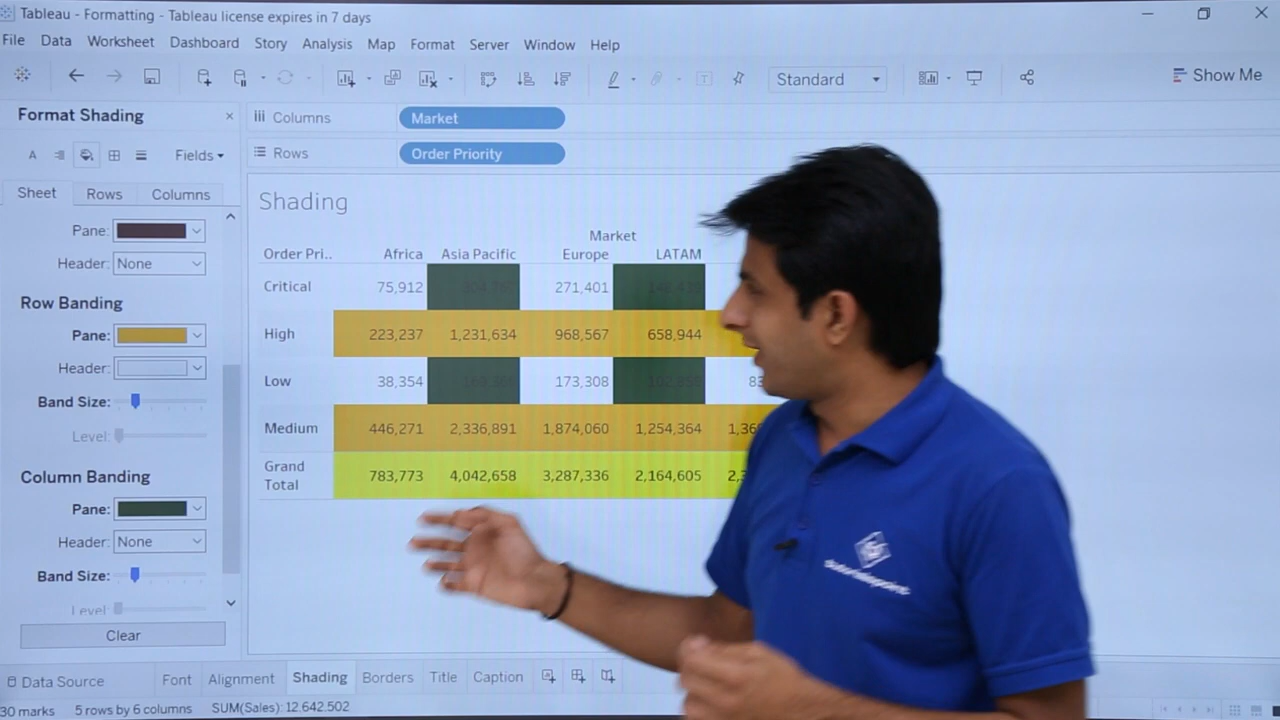 Tableau - Formatting - Tableau license expires in 7 days
File Data Worksheet Dashboard Story Analysis Map Format Server Window Help
Standard
Show Me
Format Shading
Fields
Sheet Rows Columns
Pane:
Header: None
Row Banding
Pane:
Header:
Band Size:
Level:
Column Banding
Pane:
Header: None
Band Size:
Level:
Clear
Columns Market
Rows Order Priority
Shading
Market
Order Pri.. Africa Asia Pacific Europe LATAM
Critical 75,912 271,401
High 223,237 1,231,634 968,567 658,944
Low 38,354 173,308 83
Medium 446,271 2,336,891 1,874,060 1,254,364
Grand
Total 783,773 4,042,658 3,287,336 2,164,605
Data Source Font Alignment Shading Borders Title Caption
30 marks 5 rows by 6 columns SUM(Sales): 12.642.502